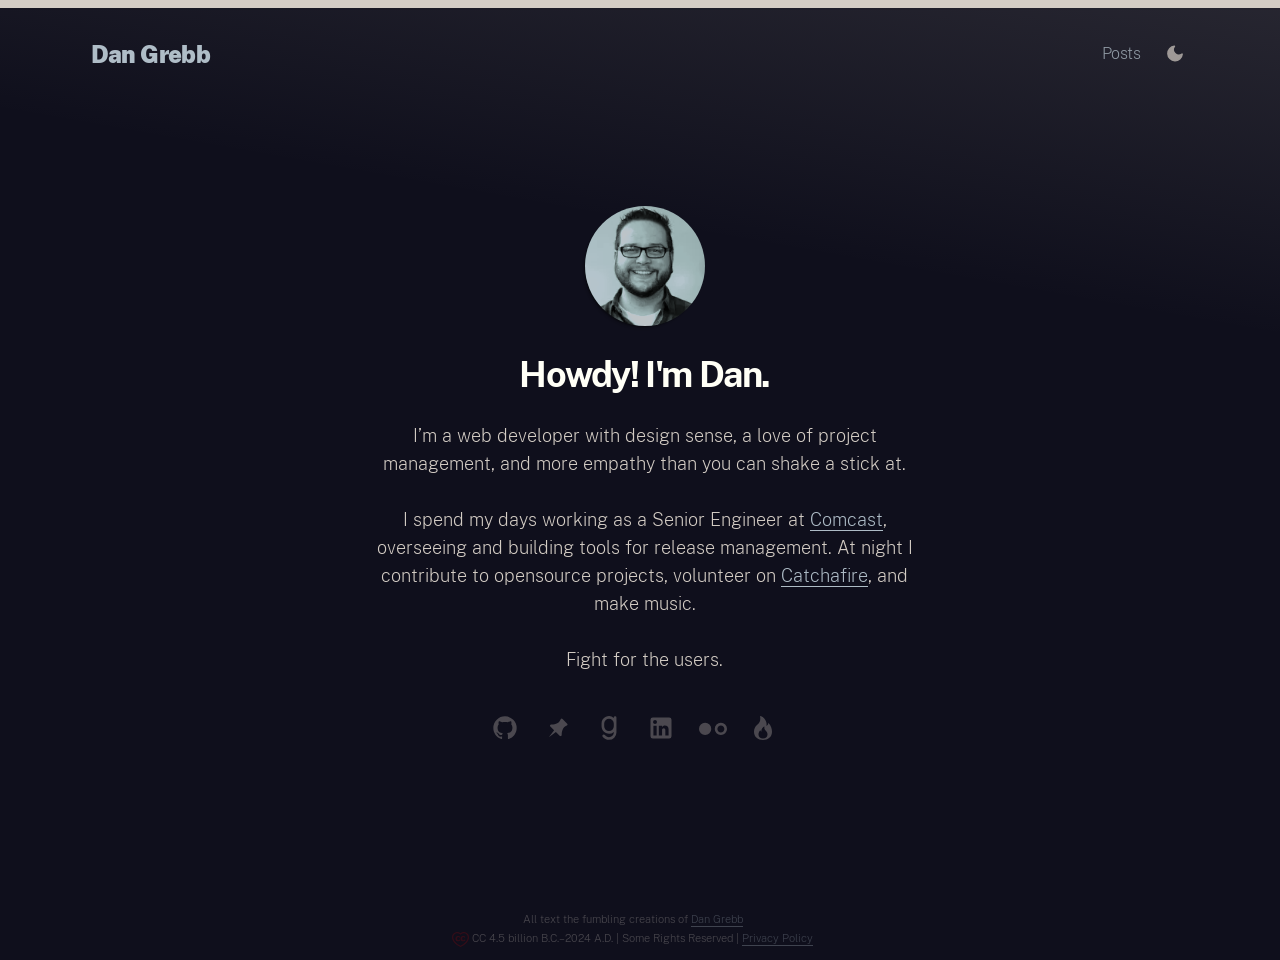 Dan Grebb
Posts
Howdy! I'm Dan.
I’m a web developer with design sense, a love of project
management, and more empathy than you can shake a stick at.
I spend my days working as a Senior Engineer at Comcast,
overseeing and building tools for release management. At night I
contribute to opensource projects, volunteer on Catchafire, and
make music.
Fight for the users.
All text the fumbling creations of Dan Grebb
CC 4.5 billion B.C.–2024 A.D. | Some Rights Reserved | Privacy Policy